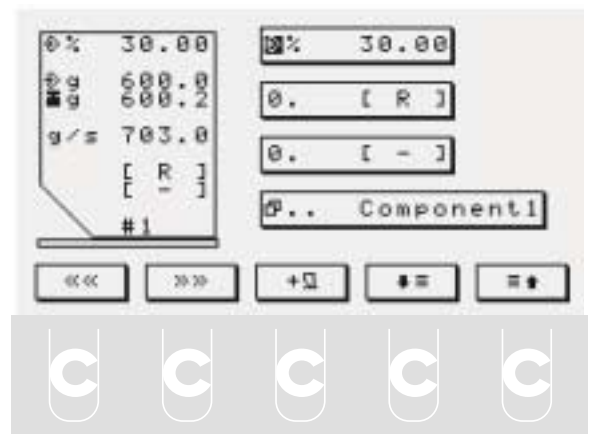 % 30.00
g 600.0
g 600.2
g/s 703.0
[ R ]
[ - ]
#1
% 30.00
0. [ R ]
0. [ - ]
.. Component1
<< >> + = =
C C C C C